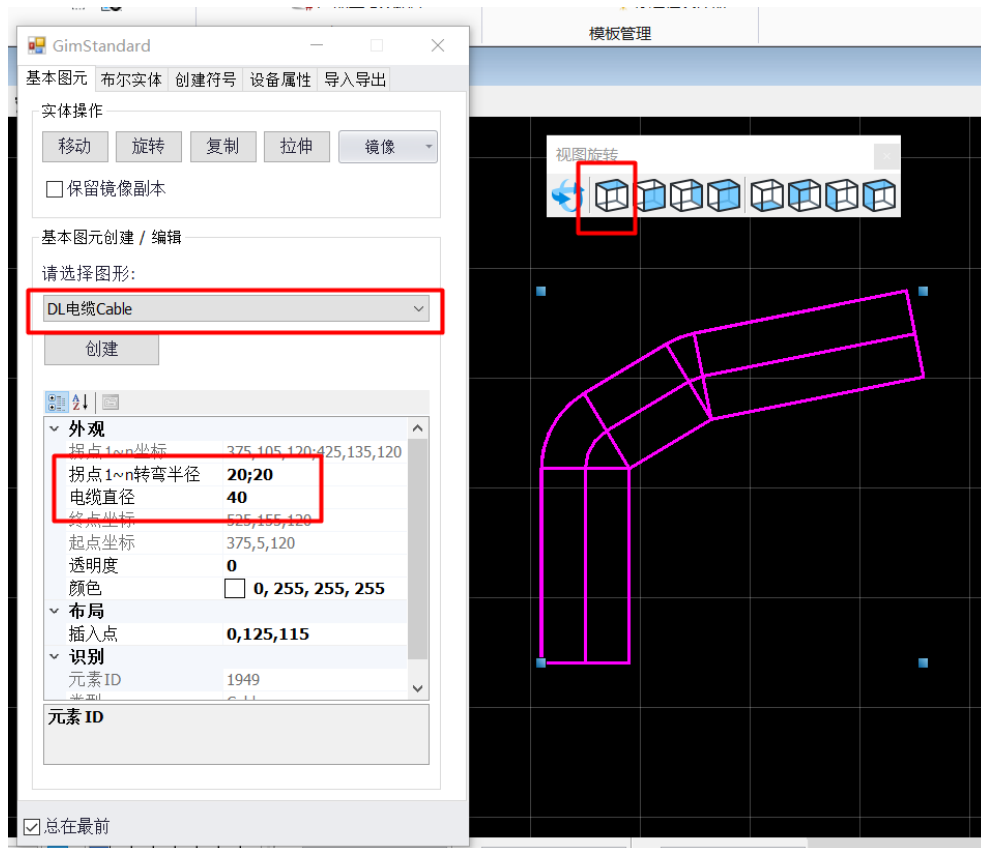 模板管理
GimStandard
基本图元 布尔实体 创建符号 设备属性 导入导出
实体操作
移动 旋转 复制 拉伸 镜像
保留镜像副本
视图旋转
基本图元创建 / 编辑
请选择图形:
DL电缆Cable
创建
外观
拐点1~n坐标 375,105,120;425,135,120
拐点1~n转弯半径 20;20
电缆直径 40
终点坐标 525,155,120
起点坐标 375,5,120
透明度 0
颜色 0, 255, 255, 255
布局
插入点 0,125,115
识别
元素ID 1949
元素ID
总在最前